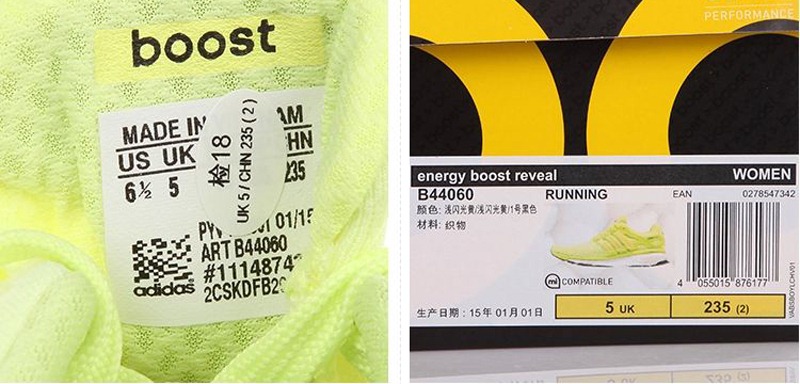 boost
MADE IN
US UK
6½ 5
检18
UK 5 / CHN 235 (2)
AM
HN
235
01/15
ART B44060
#1114874
2CSKDFB2
adidas
PERFORMANCE
energy boost reveal WOMEN
B44060 RUNNING EAN 0278547342
颜色: 浅闪光黄/浅闪光黄/1号黑色
材料: 织物
mi COMPATIBLE
4 055015 876177
生产日期: 15年 01月 01日
5 UK 235 (2)
VABSBOYLCHV01